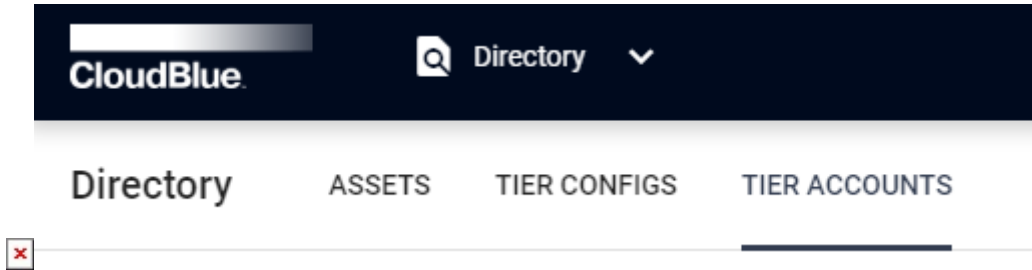 CloudBlue. Directory
Directory ASSETS TIER CONFIGS TIER ACCOUNTS